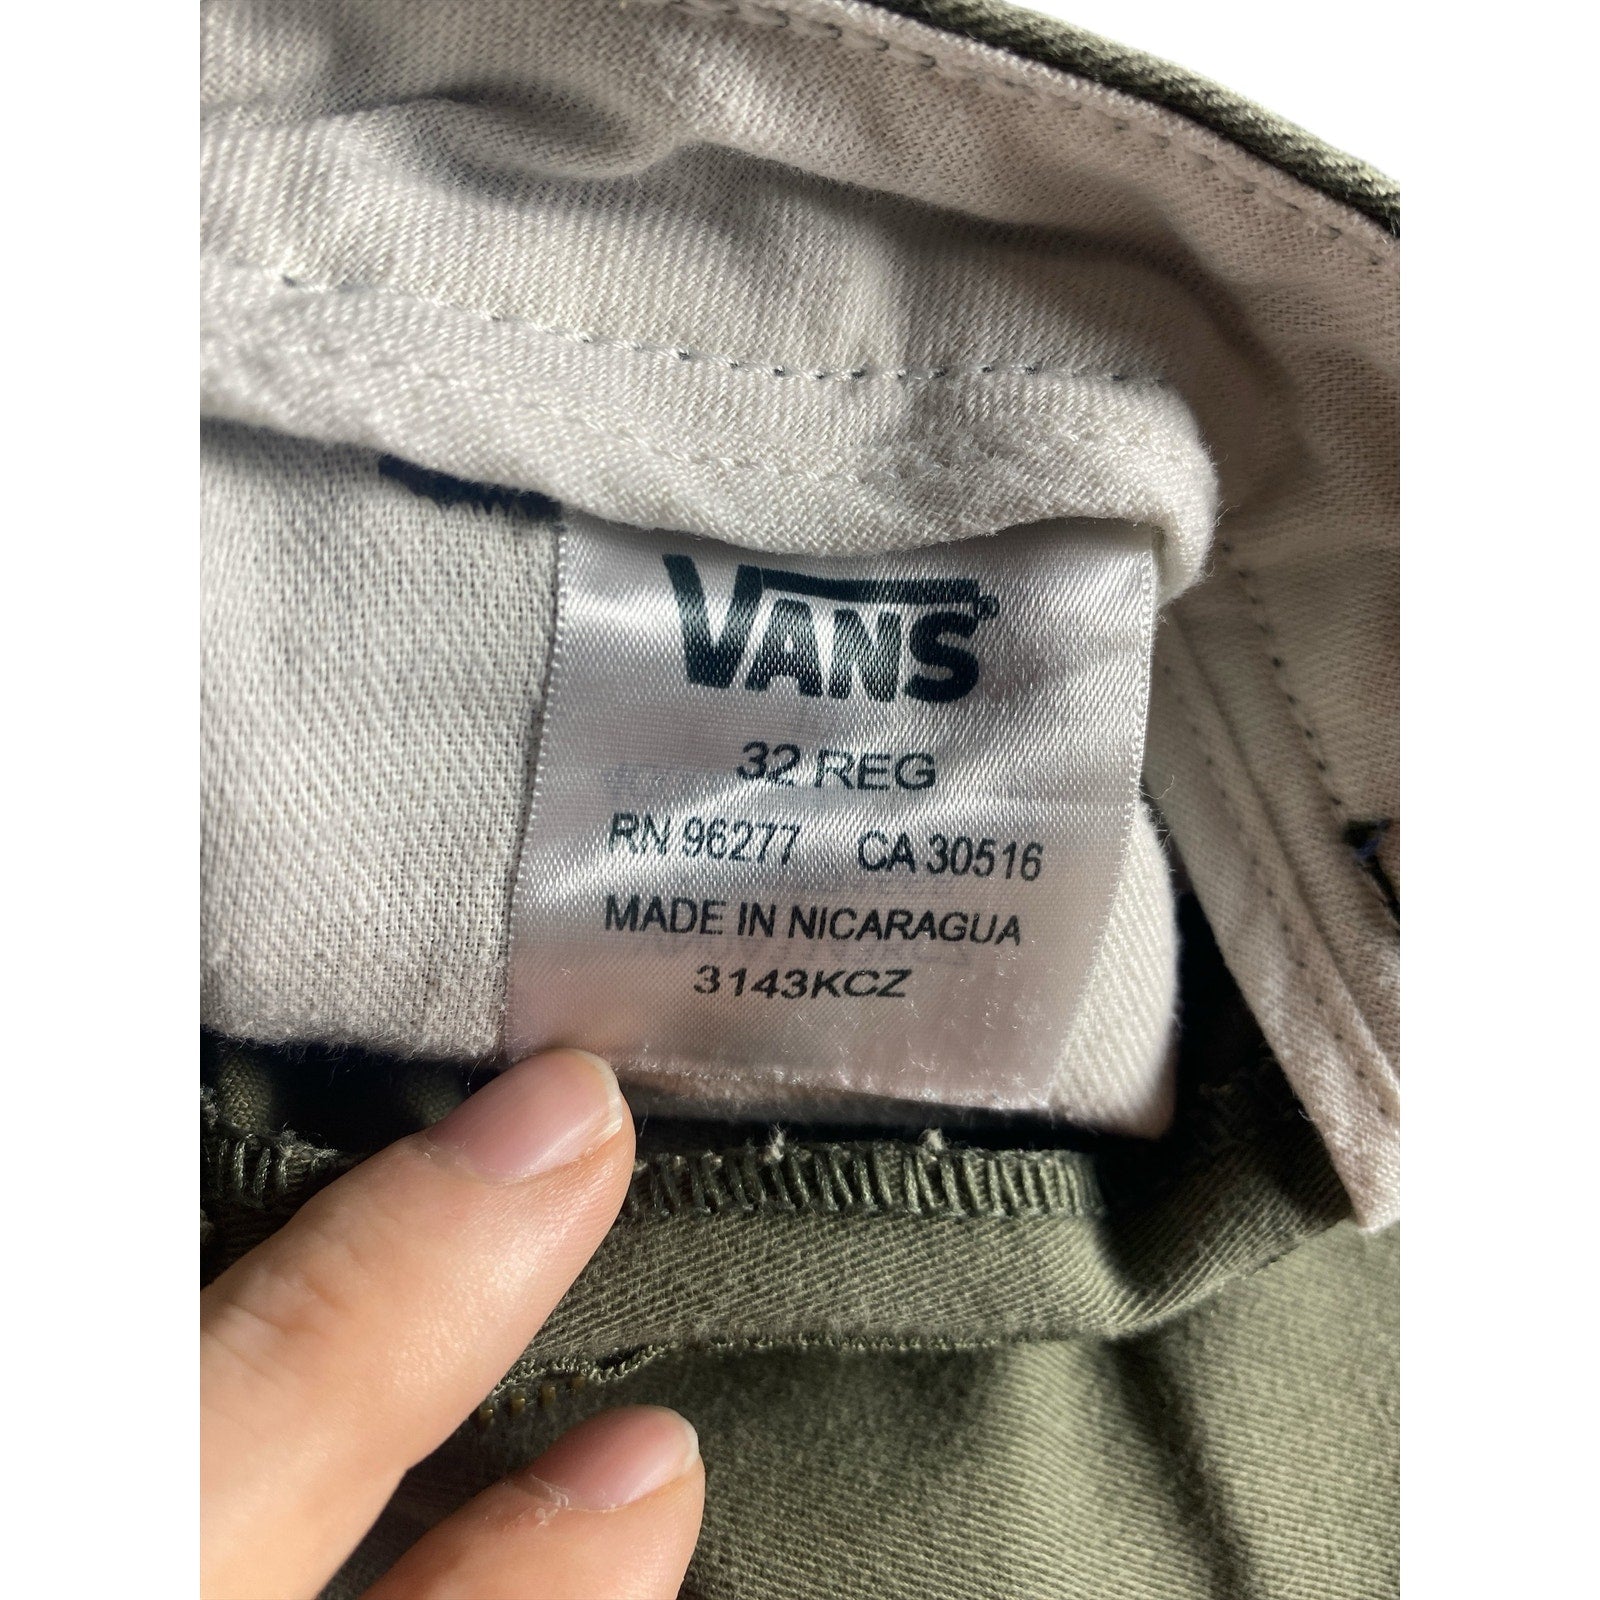 VANS®
32 REG
RN 96277 CA 30516
MADE IN NICARAGUA
3143KCZ